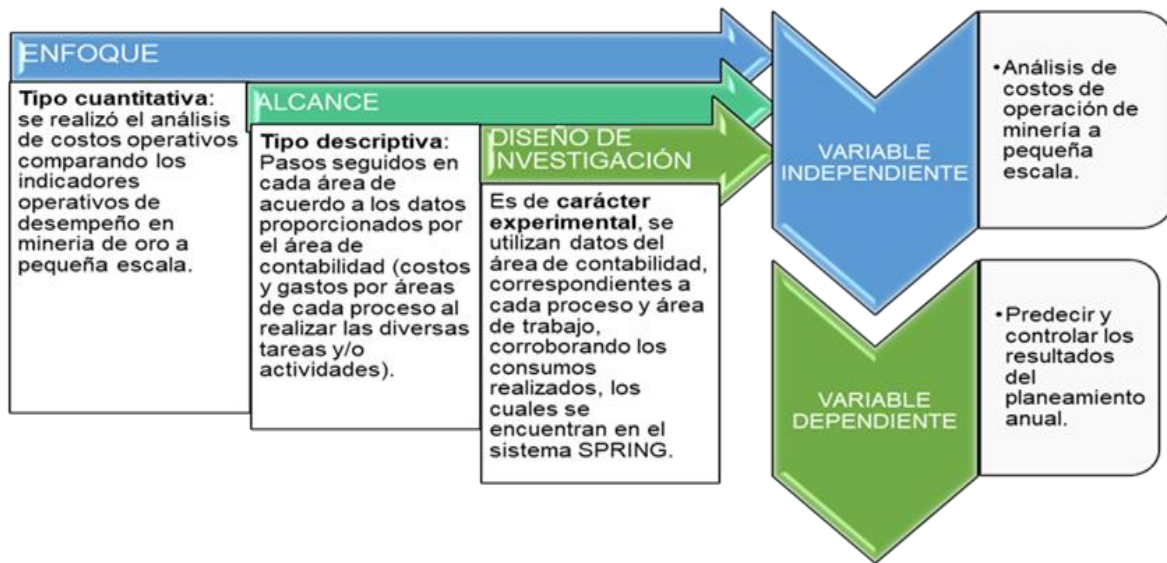 ENFOQUE
Tipo cuantitativa:
se realizó el análisis
de costos operativos
comparando los
indicadores
operativos de
desempeño en
mineria de oro a
pequeña escala.
ALCANCE
Tipo descriptiva:
Pasos seguidos en
cada área de
acuerdo a los datos
proporcionados por
el área de
contabilidad (costos
y gastos por áreas
de cada proceso al
realizar las diversas
tareas y/o
actividades).
DISEÑO DE
INVESTIGACIÓN
Es de carácter
experimental, se
utilizan datos del
área de contabilidad,
correspondientes a
cada proceso y área
de trabajo,
corroborando los
consumos
realizados, los
cuales se
encuentran en el
sistema SPRING.
VARIABLE
INDEPENDIENTE
•Análisis de
costos de
operación de
minería a
pequeña
escala.
VARIABLE
DEPENDIENTE
•Predecir y
controlar los
resultados
del
planeamiento
anual.